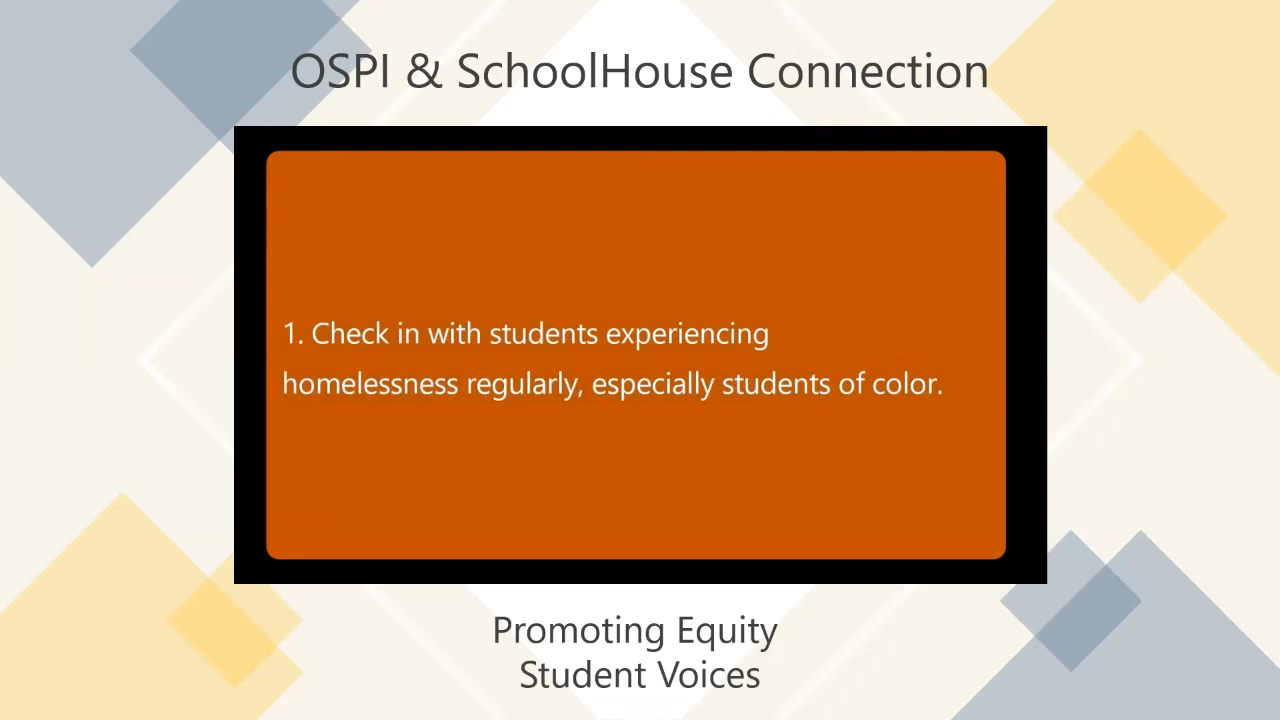 OSPI & SchoolHouse Connection
1. Check in with students experiencing
homelessness regularly, especially students of color.
Promoting Equity
Student Voices